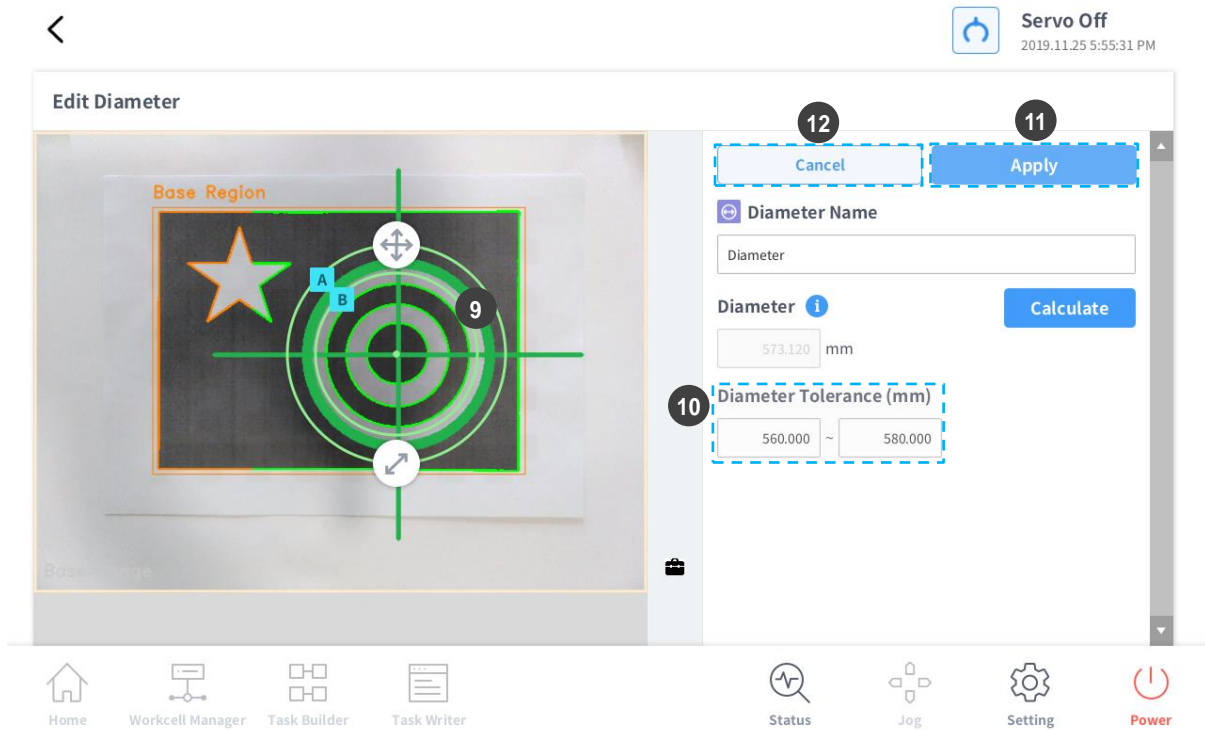 Servo Off
2019.11.25 5:55:31 PM
Edit Diameter
12
11
Cancel
Apply
Base Region
Diameter Name
Diameter
A
B
9
Diameter i
Calculate
573.120 mm
10
Diameter Tolerance (mm)
560.000 ~ 580.000
Home
Workcell Manager
Task Builder
Task Writer
Status
Jog
Setting
Power